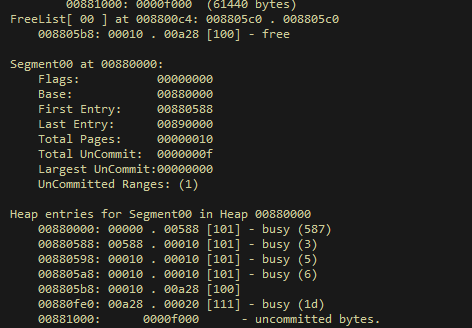 00881000: 0000f000  (61440 bytes)
FreeList[ 00 ] at 008800c4: 008805c0 . 008805c0
008805b8: 00010 . 00a28 [100] - free

Segment00 at 00880000:
Flags:           00000000
Base:            00880000
First Entry:     00880588
Last Entry:      00890000
Total Pages:     00000010
Total UnCommit:  0000000f
Largest UnCommit:00000000
UnCommitted Ranges: (1)

Heap entries for Segment00 in Heap 00880000
00880000: 00000 . 00588 [101] - busy (587)
00880588: 00588 . 00010 [101] - busy (3)
00880598: 00010 . 00010 [101] - busy (5)
008805a8: 00010 . 00010 [101] - busy (6)
008805b8: 00010 . 00a28 [100]
00880fe0: 00a28 . 00020 [111] - busy (1d)
00881000:      0000f000      - uncommitted bytes.